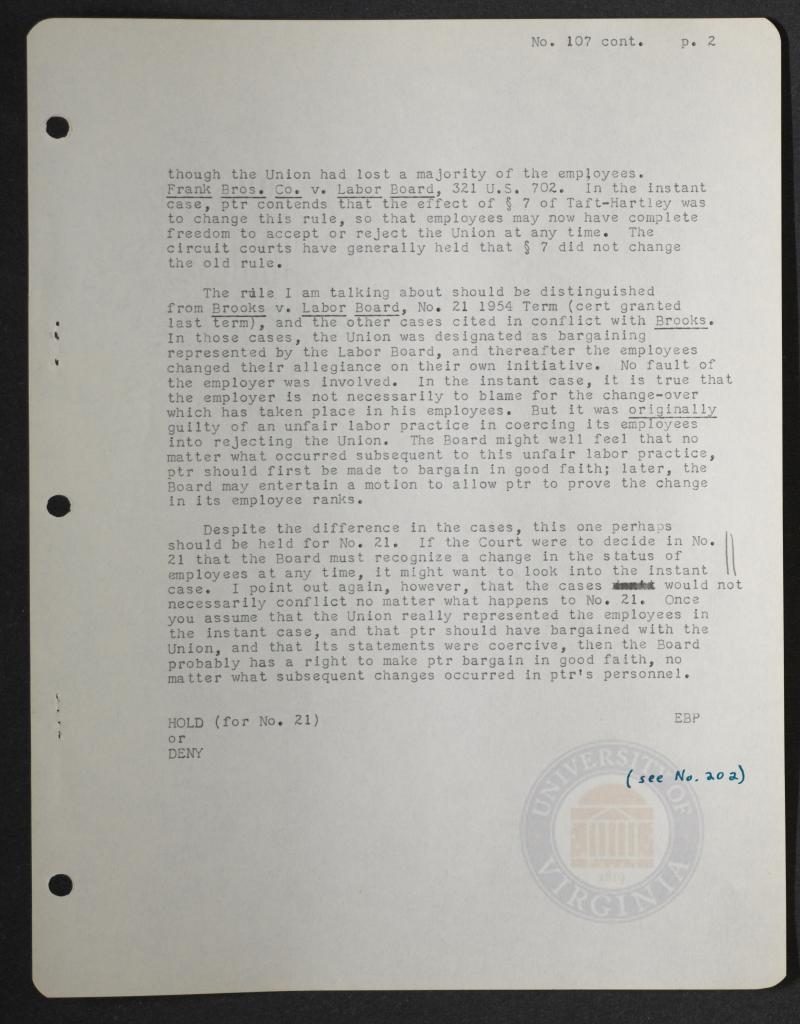 No. 107 cont. p. 2
though the Union had lost a majority of the employees.
Frank Bros. Co. v. Labor Board, 321 U.S. 702. In the instant
case, ptr contends that the effect of § 7 of Taft-Hartley was
to change this rule, so that employees may now have complete
freedom to accept or reject the Union at any time. The
circuit courts have generally held that § 7 did not change
the old rule.
The rule I am talking about should be distinguished
from Brooks v. Labor Board, No. 21 1954 Term (cert granted
last term), and the other cases cited in conflict with Brooks.
In those cases, the Union was designated as bargaining
represented by the Labor Board, and thereafter the employees
changed their allegiance on their own initiative. No fault of
the employer was involved. In the instant case, it is true that
the employer is not necessarily to blame for the change-over
which has taken place in his employees. But it was originally
guilty of an unfair labor practice in coercing its employees
into rejecting the Union. The Board might well feel that no
matter what occurred subsequent to this unfair labor practice,
ptr should first be made to bargain in good faith; later, the
Board may entertain a motion to allow ptr to prove the change
in its employee ranks.
Despite the difference in the cases, this one perhaps
should be held for No. 21. If the Court were to decide in No.
21 that the Board must recognize a change in the status of
employees at any time, it might want to look into the instant
case. I point out again, however, that the cases would not
necessarily conflict no matter what happens to No. 21. Once
you assume that the Union really represented the employees in
the instant case, and that ptr should have bargained with the
Union, and that its statements were coercive, then the Board
probably has a right to make ptr bargain in good faith, no
matter what subsequent changes occurred in ptr's personnel.
HOLD (for No. 21) EBP
or
DENY
(see No. 202)
UNIVERSITY OF
VIRGINIA
1819